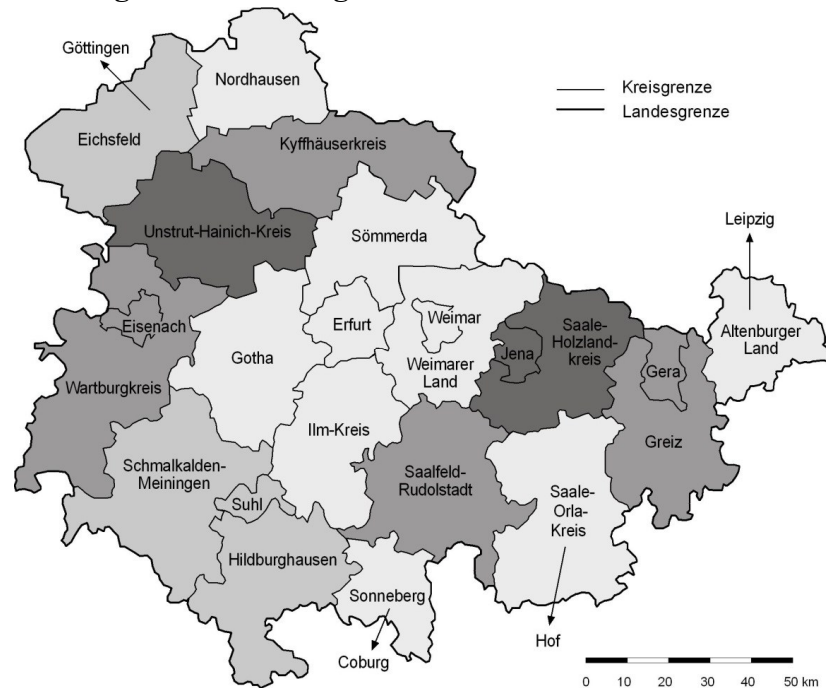 Göttingen
Nordhausen
Kreisgrenze
Landesgrenze
Eichsfeld
Kyffhäuserkreis
Unstrut-Hainich-Kreis
Sömmerda
Leipzig
Eisenach
Erfurt
Weimar
Saale-
Holzland-
kreis
Altenburger
Land
Gotha
Jena
Weimarer
Land
Gera
Wartburgkreis
Ilm-Kreis
Greiz
Schmalkalden-
Meiningen
Saalfeld-
Rudolstadt
Saale-
Orla-
Kreis
Suhl
Hildburghausen
Sonneberg
Hof
Coburg
0 10 20 30 40 50 km